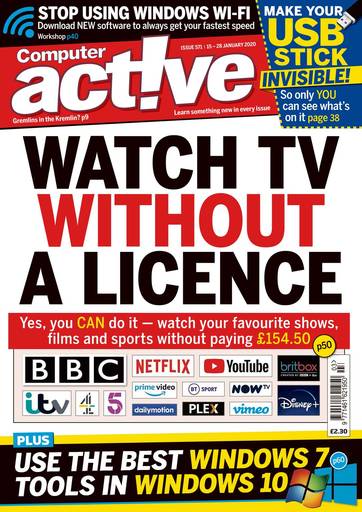 STOP USING WINDOWS WI-FI
Download NEW software to always get your fastest speed
Workshop p40
MAKE YOUR
USB
STICK
INVISIBLE!
So only YOU
can see what's
on it page 38
ISSUE 571 | 15 – 28 JANUARY 2020
Computer
act!ve
Gremlins in the Kremlin? p9
Learn something new in every issue
WATCH TV
WITHOUT
A LICENCE
Yes, you CAN do it — watch your favourite shows,
films and sports without paying £154.50
p50
BBC
NETFLIX
YouTube
britbox
itv
4
5
prime video
BT SPORT
NOW TV
Disney+
dailymotion
PLEX
vimeo
£2.30
PLUS
USE THE BEST WINDOWS 7
TOOLS IN WINDOWS 10
p60